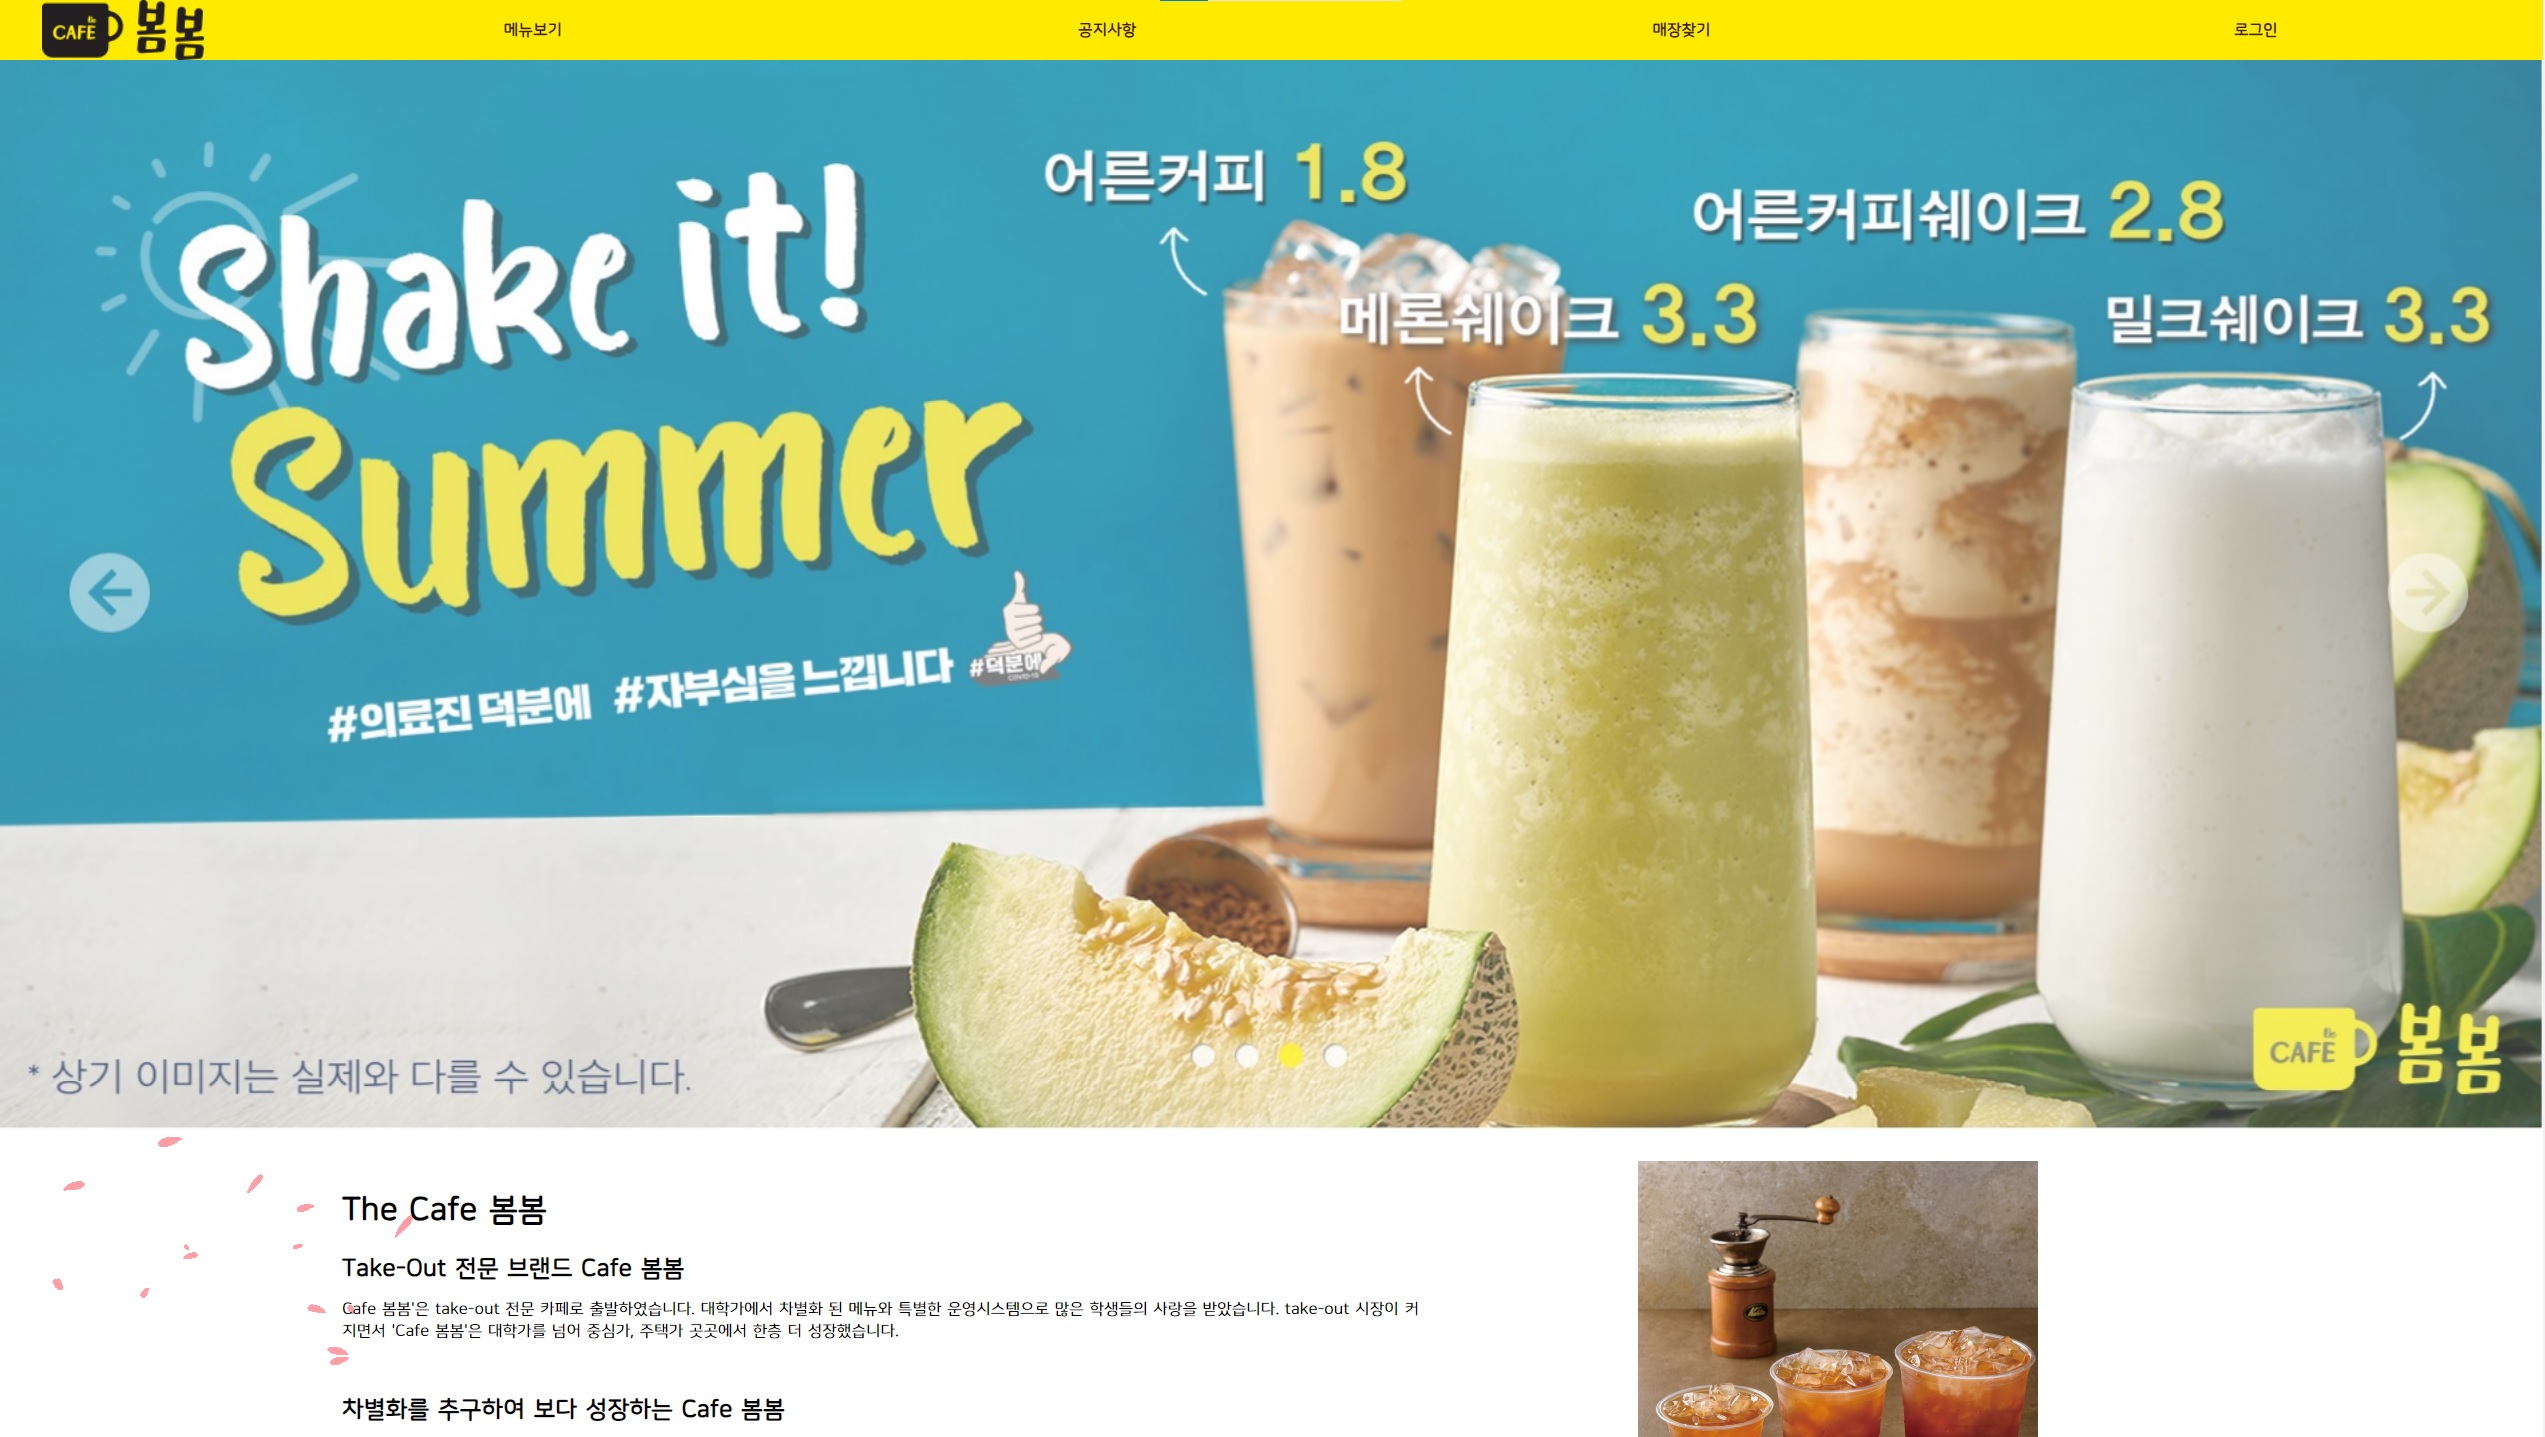 the
CAFE 봄봄
메뉴보기 공지사항 매장찾기 로그인
Shake it!
Summer
#의료진 덕분에 #자부심을 느낍니다
#덕분에
COVID-19
어른커피 1.8
어른커피쉐이크 2.8
메론쉐이크 3.3
밀크쉐이크 3.3
* 상기 이미지는 실제와 다를 수 있습니다.
the
CAFE 봄봄
The Cafe 봄봄
Take-Out 전문 브랜드 Cafe 봄봄
Cafe 봄봄'은 take-out 전문 카페로 출발하였습니다. 대학가에서 차별화 된 메뉴와 특별한 운영시스템으로 많은 학생들의 사랑을 받았습니다. take-out 시장이 커
지면서 'Cafe 봄봄'은 대학가를 넘어 중심가, 주택가 곳곳에서 한층 더 성장했습니다.
차별화를 추구하여 보다 성장하는 Cafe 봄봄